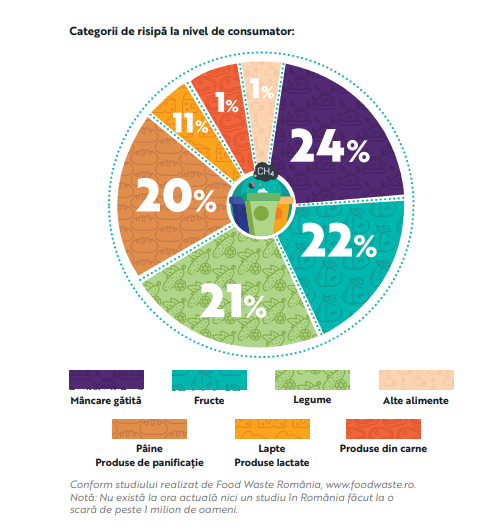 Categorii de risipă la nivel de consumator:
1%
1%
11%
24%
CH4
20%
22%
21%
Mâncare gătită
Fructe
Legume
Alte alimente
Pâine
Produse de panificație
Lapte
Produse lactate
Produse din carne
Conform studiului realizat de Food Waste România, www.foodwaste.ro.
Notă: Nu există la ora actuală nici un studiu în România făcut la o
scară de peste 1 milion de oameni.